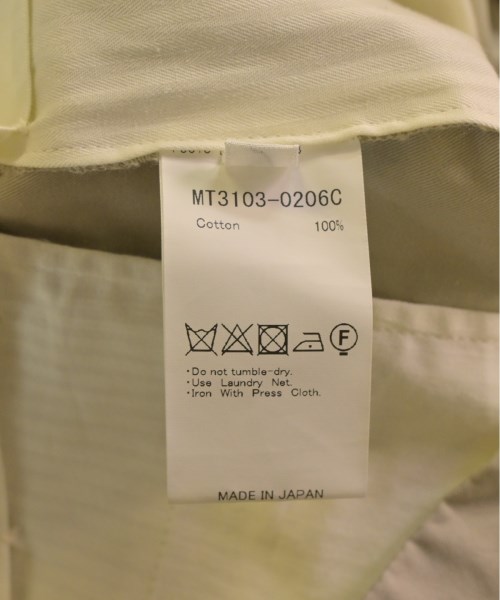 MT3103-0206C
Cotton 100%
F
・Do not tumble-dry.
・Use Laundry Net.
・Iron With Press Cloth.
MADE IN JAPAN